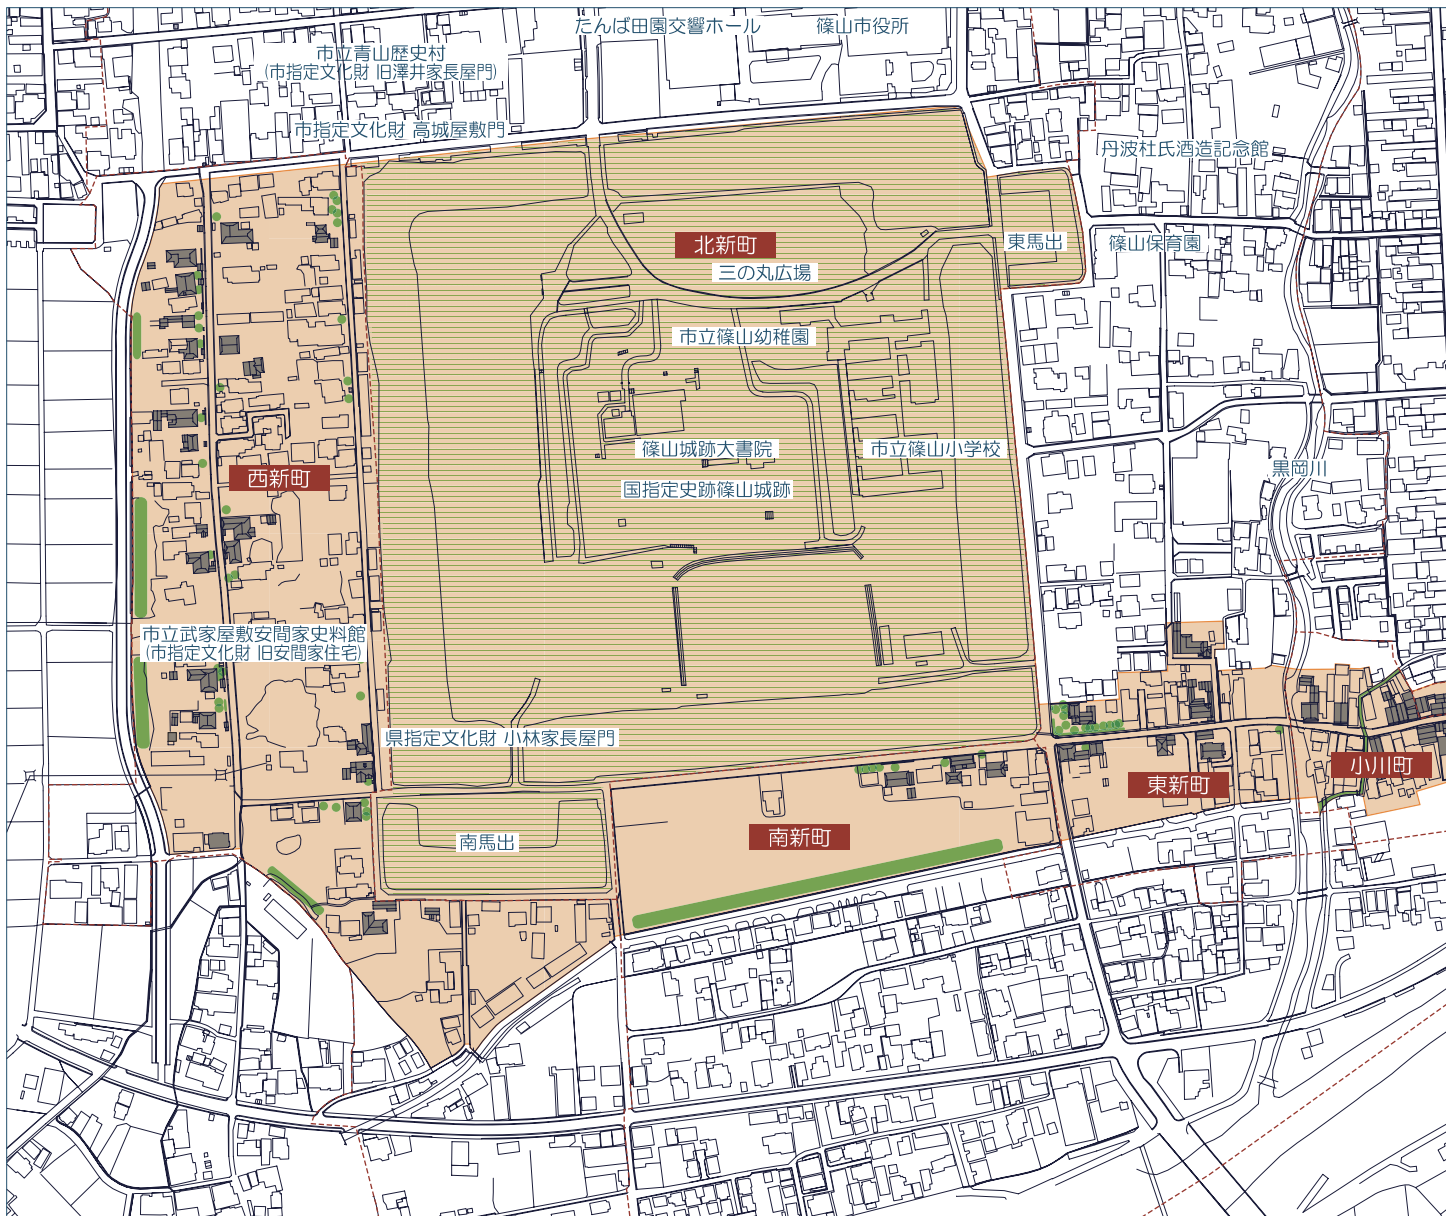 たんば田園交響ホール
篠山市役所
市立青山歴史村
(市指定文化財 旧澤井家長屋門)
市指定文化財 高城屋敷門
丹波杜氏酒造記念館
北新町
東馬出
篠山保育園
三の丸広場
市立篠山幼稚園
篠山城跡大書院
市立篠山小学校
西新町
黒岡川
国指定史跡篠山城跡
市立武家屋敷安間家史料館
(市指定文化財 旧安間家住宅)
県指定文化財 小林家長屋門
小川町
東新町
南新町
南馬出